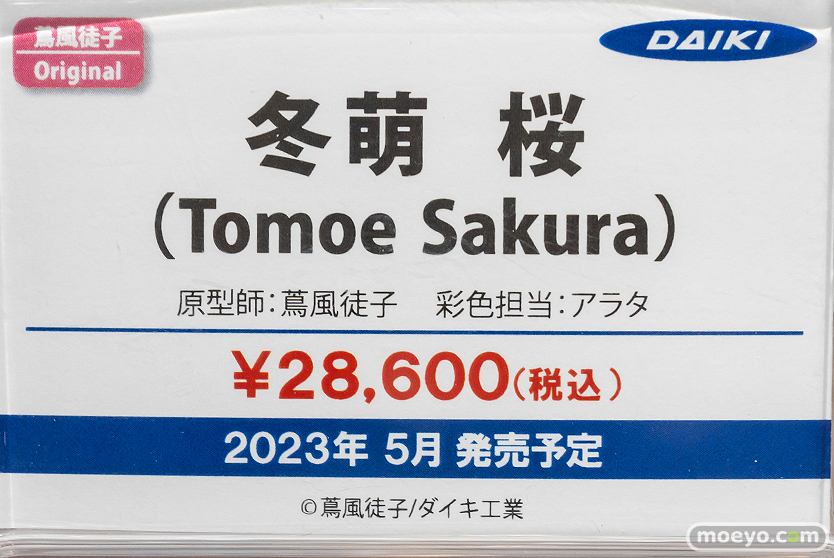 蔦風徒子
Original
DAIKI
冬萌 桜
(Tomoe Sakura)
原型師:蔦風徒子 彩色担当:アラタ
¥28,600(税込)
2023年 5月 発売予定
©蔦風徒子/ダイキ工業
moeyo.com